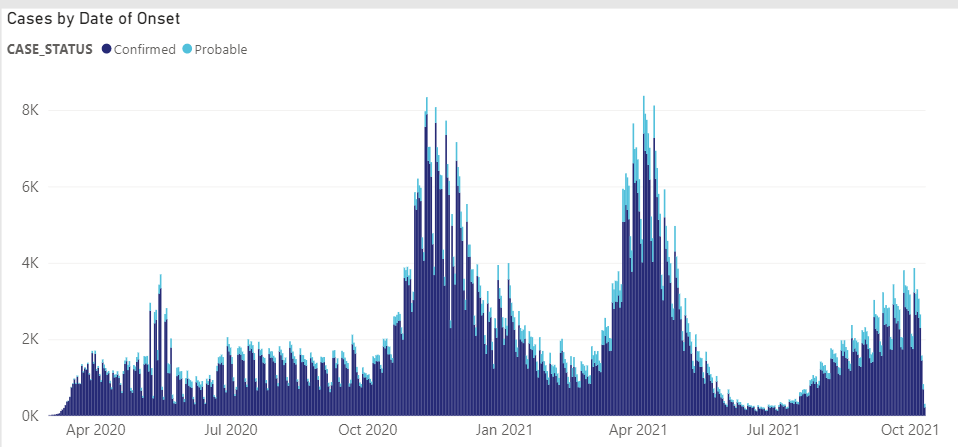 Cases by Date of Onset
CASE_STATUS Confirmed Probable
8K
6K
4K
2K
0K
Apr 2020 Jul 2020 Oct 2020 Jan 2021 Apr 2021 Jul 2021 Oct 2021